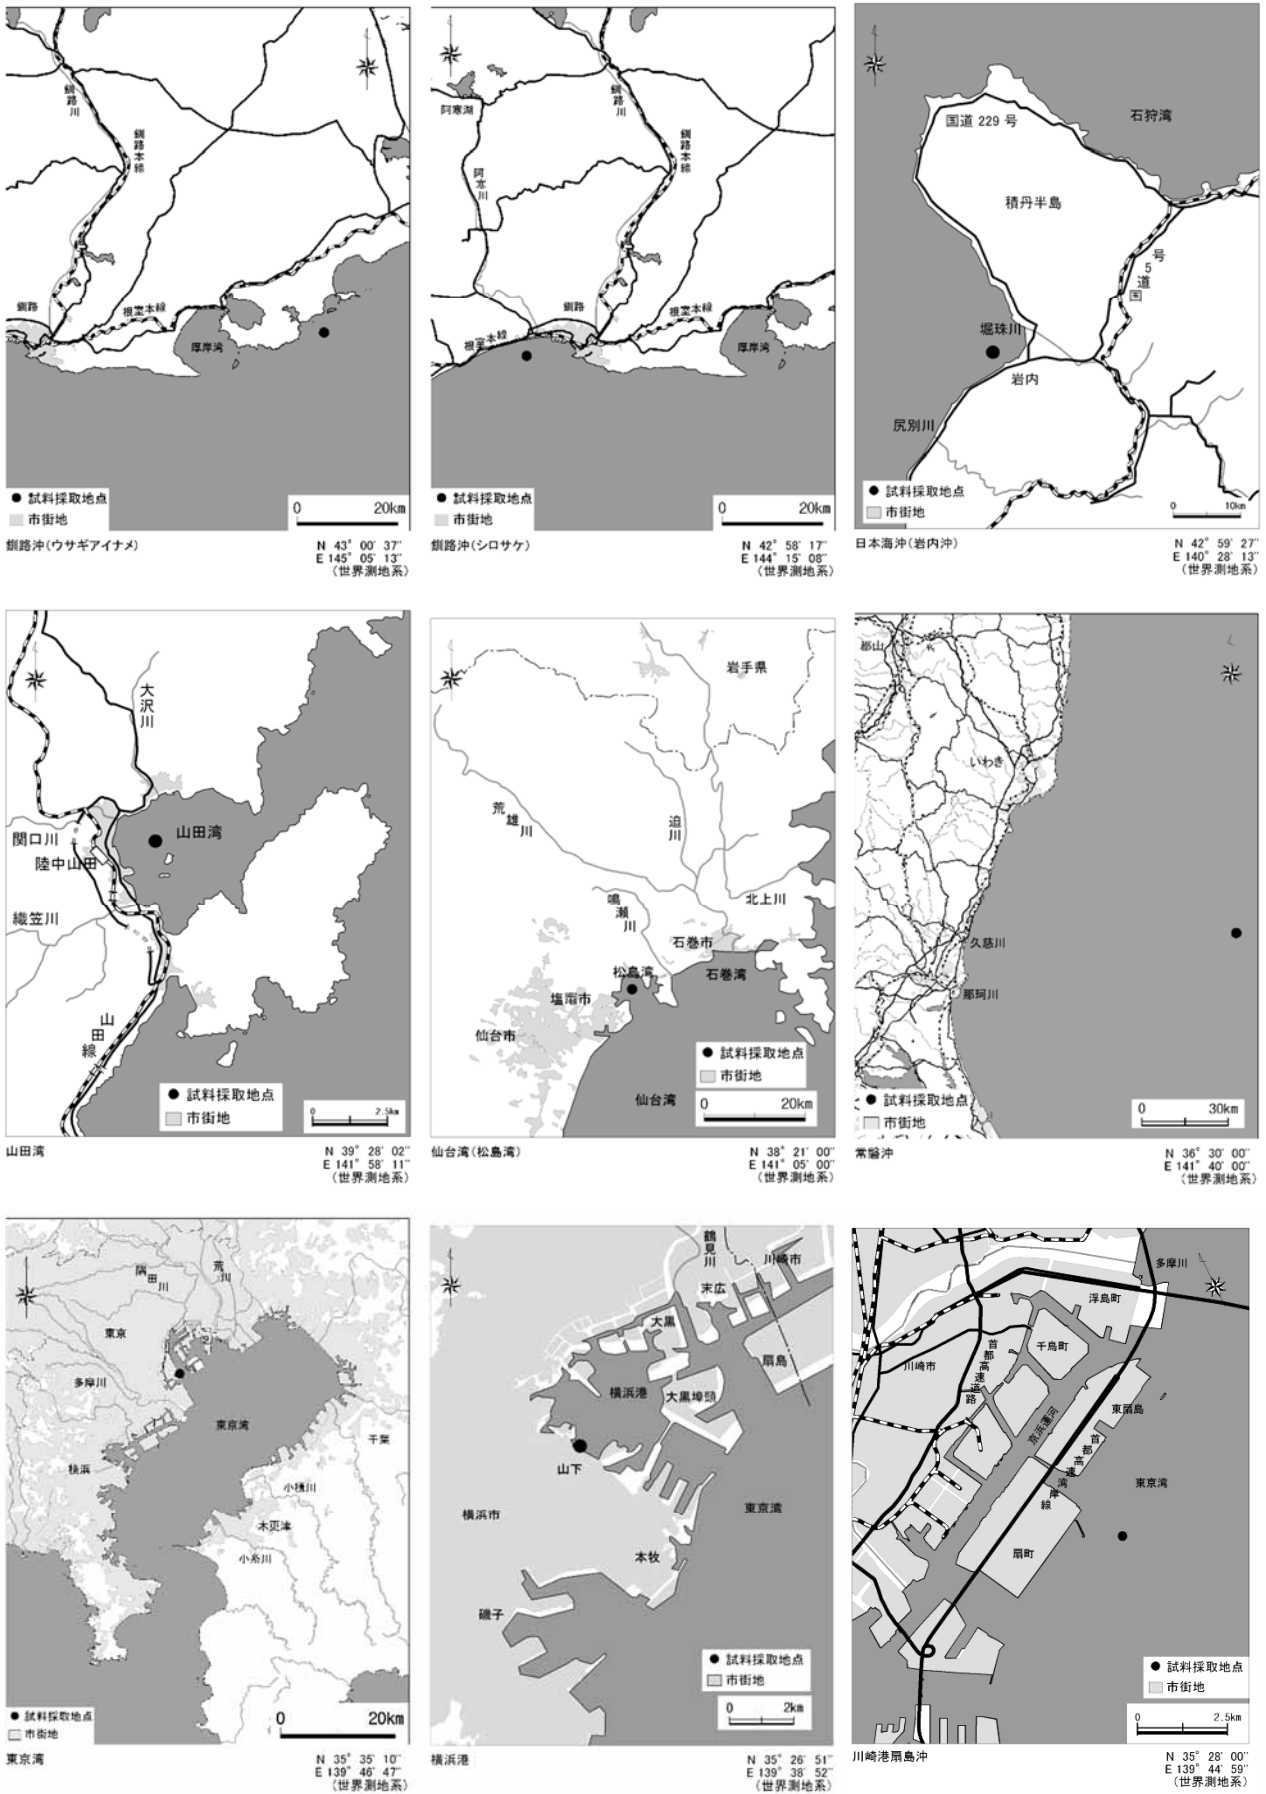 釧路川
釧路本線
釧路
根室本線
厚岸湾
試料採取地点
市街地
0 20km
釧路沖(ウサギアイナメ)
N 43° 00' 37"
E 145° 05' 13"
(世界測地系)
阿寒湖
釧路川
釧路本線
阿寒川
釧路
根室本線
根室本線
厚岸湾
試料採取地点
市街地
0 20km
釧路沖(シロサケ)
N 42° 58' 17"
E 144° 15' 08"
(世界測地系)
石狩湾
国道 229 号
積丹半島
国道5号
堀珠川
岩内
尻別川
試料採取地点
市街地
0 10km
日本海沖(岩内沖)
N 42° 59' 27"
E 140° 28' 13"
(世界測地系)
大沢川
山田湾
関口川
陸中山田
織笠川
山田線
試料採取地点
市街地
0 2.5km
山田湾
N 39° 28' 02"
E 141° 58' 11"
(世界測地系)
岩手県
荒雄川
迫川
鳴瀬川
北上川
石巻市
松島湾
石巻湾
塩竈市
仙台市
仙台湾
試料採取地点
市街地
0 20km
仙台湾(松島湾)
N 38° 21' 00"
E 141° 05' 00"
(世界測地系)
郡山
いわき
久慈川
那珂川
試料採取地点
市街地
0 30km
常磐沖
N 36° 30' 00"
E 141° 40' 00"
(世界測地系)
隅田川
荒川
東京
多摩川
東京湾
千葉
横浜
小櫃川
木更津
小糸川
試料採取地点
市街地
0 20km
東京湾
N 35° 35' 10"
E 139° 46' 47"
(世界測地系)
鶴見川
川崎市
末広
大黒
扇島
横浜港
大黒埠頭
山下
横浜市
東京湾
本牧
磯子
試料採取地点
市街地
0 2km
横浜港
N 35° 26' 51"
E 139° 38' 52"
(世界測地系)
多摩川
浮島町
千鳥町
首都高速道路
川崎市
東扇島
京浜運河
首都高速湾岸線
東京湾
扇町
試料採取地点
市街地
0 2.5km
川崎港扇島沖
N 35° 28' 00"
E 139° 44' 59"
(世界測地系)